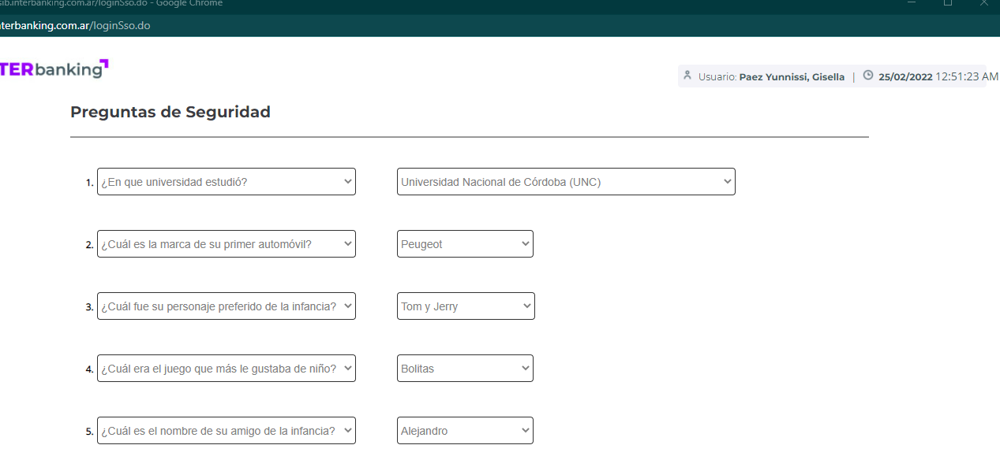 sib.interbanking.com.ar/loginSso.do - Google Chrome
terbanking.com.ar/loginSso.do
TERbanking
Usuario: Paez Yunnissi, Gisella | 25/02/2022 12:51:23 AM
Preguntas de Seguridad
1. ¿En que universidad estudió? Universidad Nacional de Córdoba (UNC)
2. ¿Cuál es la marca de su primer automóvil? Peugeot
3. ¿Cuál fue su personaje preferido de la infancia? Tom y Jerry
4. ¿Cuál era el juego que más le gustaba de niño? Bolitas
5. ¿Cuál es el nombre de su amigo de la infancia? Alejandro